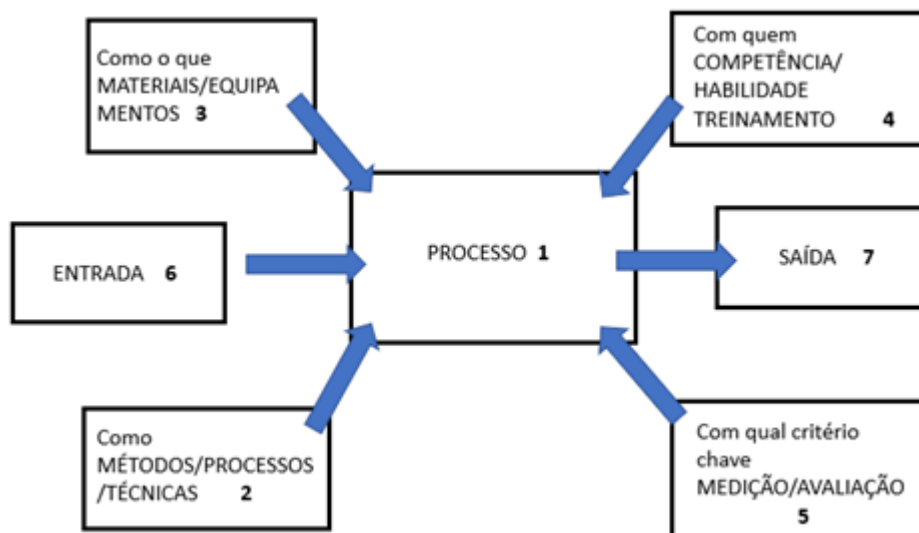 Como o que
MATERIAIS/EQUIPA
MENTOS 3
Com quem
COMPETÊNCIA/
HABILIDADE
TREINAMENTO 4
ENTRADA 6
PROCESSO 1
SAÍDA 7
Como
MÉTODOS/PROCESSOS
/TÉCNICAS 2
Com qual critério
chave
MEDIÇÃO/AVALIAÇÃO
5